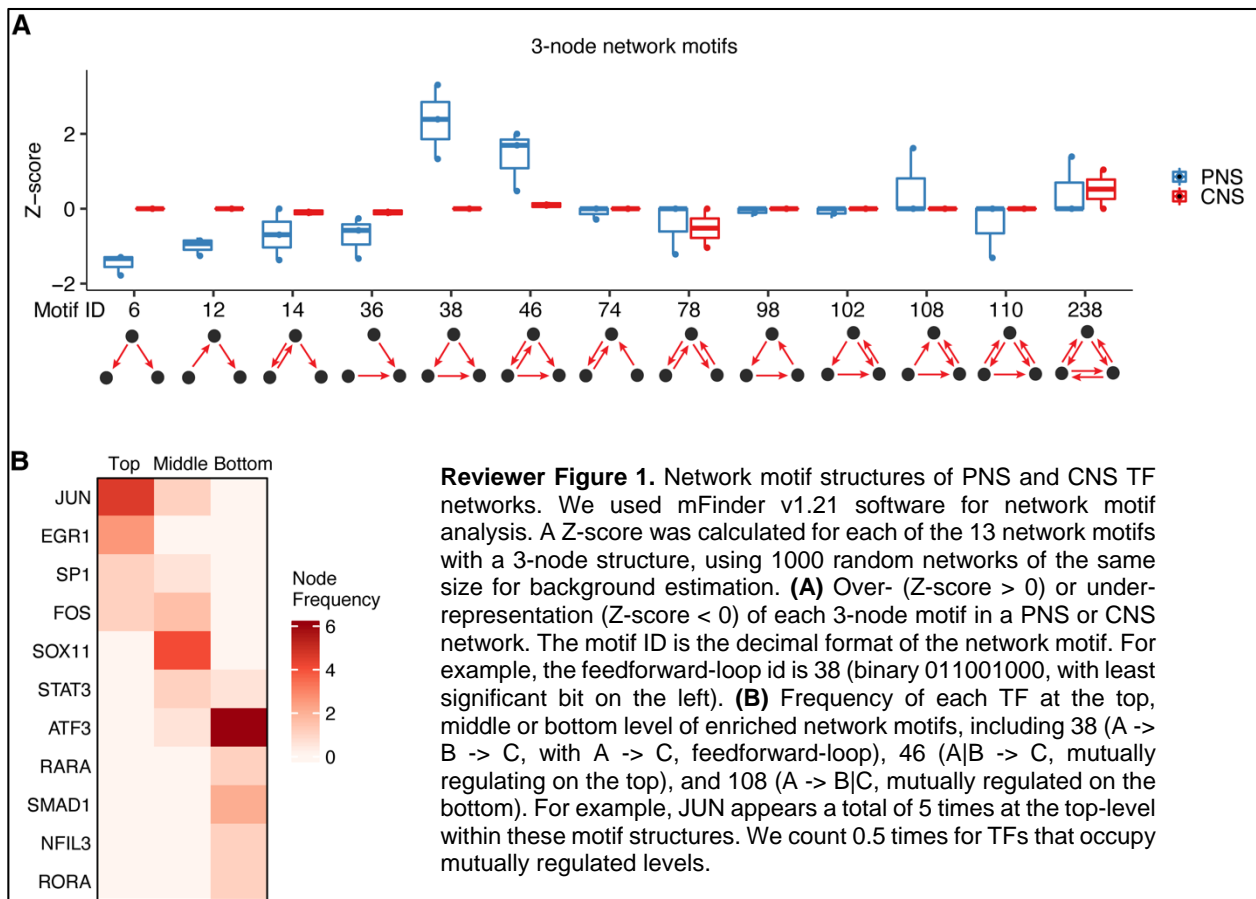 A
3-node network motifs
Z-score
2
0
−2
PNS
CNS
Motif ID 6 12 14 36 38 46 74 78 98 102 108 110 238
B
Top Middle Bottom
JUN
EGR1
SP1
FOS
SOX11
STAT3
ATF3
RARA
SMAD1
NFIL3
RORA
Node
Frequency
6
4
2
0
Reviewer Figure 1. Network motif structures of PNS and CNS TF
networks. We used mFinder v1.21 software for network motif
analysis. A Z-score was calculated for each of the 13 network motifs
with a 3-node structure, using 1000 random networks of the same
size for background estimation. (A) Over- (Z-score > 0) or under-
representation (Z-score < 0) of each 3-node motif in a PNS or CNS
network. The motif ID is the decimal format of the network motif. For
example, the feedforward-loop id is 38 (binary 011001000, with least
significant bit on the left). (B) Frequency of each TF at the top,
middle or bottom level of enriched network motifs, including 38 (A ->
B -> C, with A -> C, feedforward-loop), 46 (A|B -> C, mutually
regulating on the top), and 108 (A -> B|C, mutually regulated on the
bottom). For example, JUN appears a total of 5 times at the top-level
within these motif structures. We count 0.5 times for TFs that occupy
mutually regulated levels.